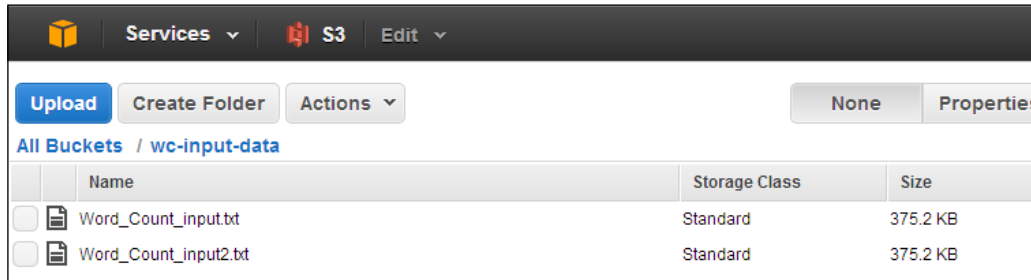 Services S3 Edit
Upload Create Folder Actions None Properties
All Buckets / wc-input-data
Name Storage Class Size
Word_Count_input.txt Standard 375.2 KB
Word_Count_input2.txt Standard 375.2 KB